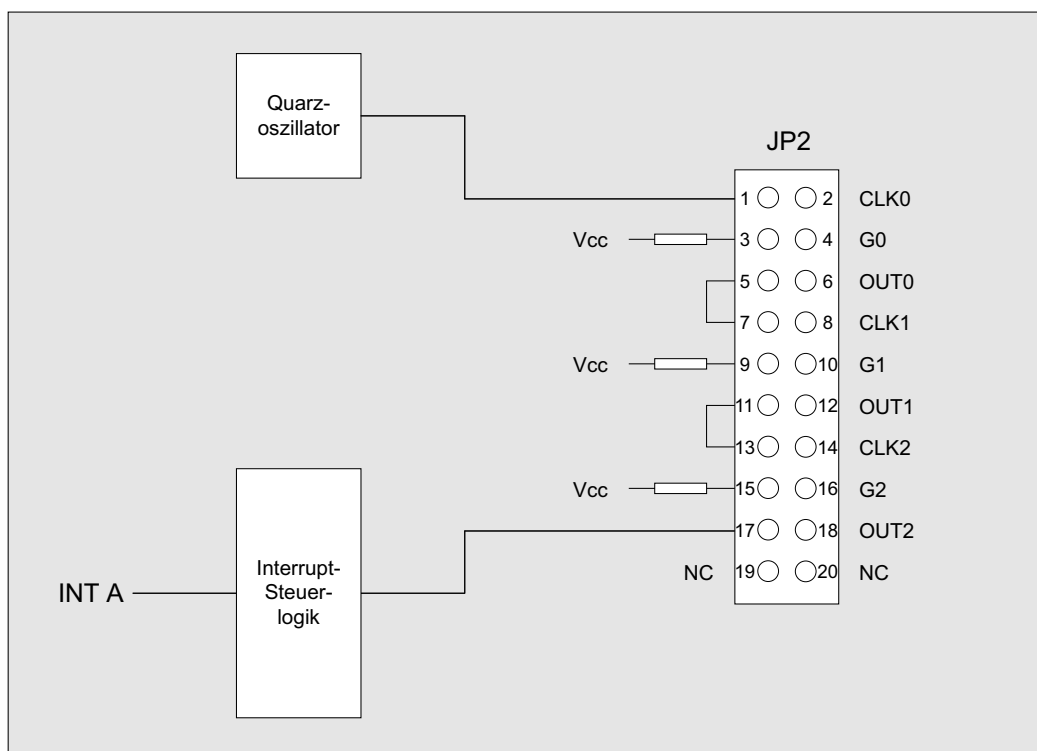 Quarz-
oszillator
JP2
1 2 CLK0
Vcc 3 4 G0
5 6 OUT0
7 8 CLK1
Vcc 9 10 G1
11 12 OUT1
13 14 CLK2
Vcc 15 16 G2
17 18 OUT2
NC 19 20 NC
INT A
Interrupt-
Steuer-
logik